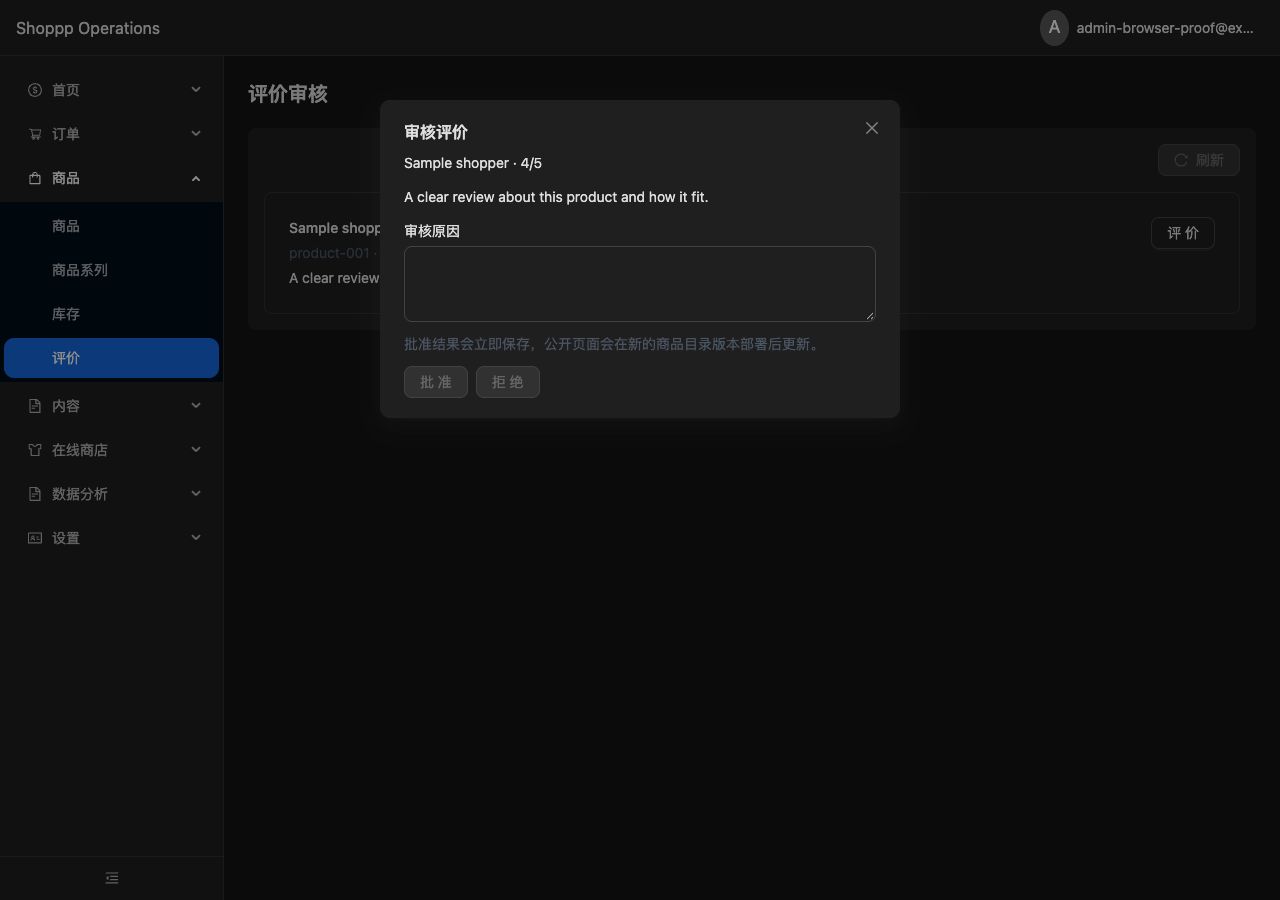 Shoppp Operations
A
admin-browser-proof@ex...
首页
订单
商品
商品
商品系列
库存
评价
内容
在线商店
数据分析
设置
评价审核
刷新
Sample shopp
product-001 ·
A clear review
评 价
审核评价
Sample shopper · 4/5
A clear review about this product and how it fit.
审核原因
批准结果会立即保存，公开页面会在新的商品目录版本部署后更新。
批 准
拒 绝